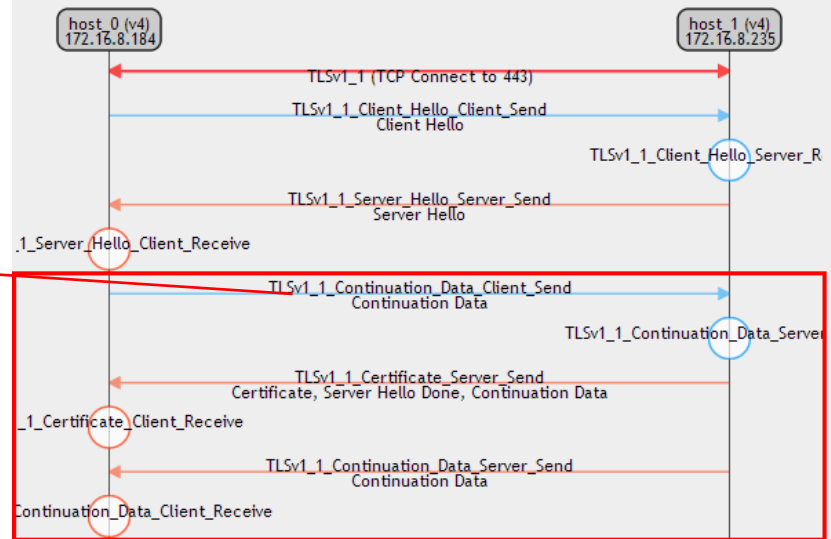 host_0 (v4)
172.16.8.184
host_1 (v4)
172.16.8.235
TLSv1_1 (TCP Connect to 443)
TLSv1_1_Client_Hello_Client_Send
Client Hello
TLSv1_1_Client_Hello_Server_R
TLSv1_1_Server_Hello_Server_Send
Server Hello
_1_Server_Hello_Client_Receive
TLSv1_1_Continuation_Data_Client_Send
Continuation Data
TLSv1_1_Continuation_Data_Server
TLSv1_1_Certificate_Server_Send
Certificate, Server Hello Done, Continuation Data
_1_Certificate_Client_Receive
TLSv1_1_Continuation_Data_Server_Send
Continuation Data
Continuation_Data_Client_Receive